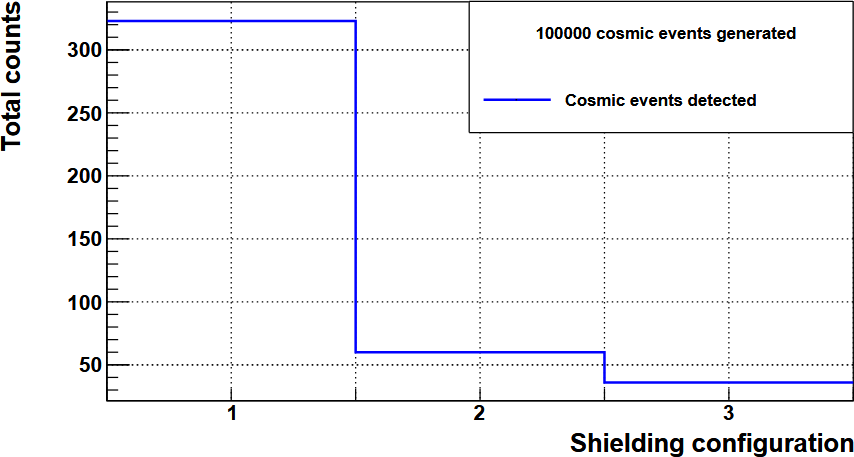 Total counts
300
250
200
150
100
50
100000 cosmic events generated
Cosmic events detected
1 2 3
Shielding configuration